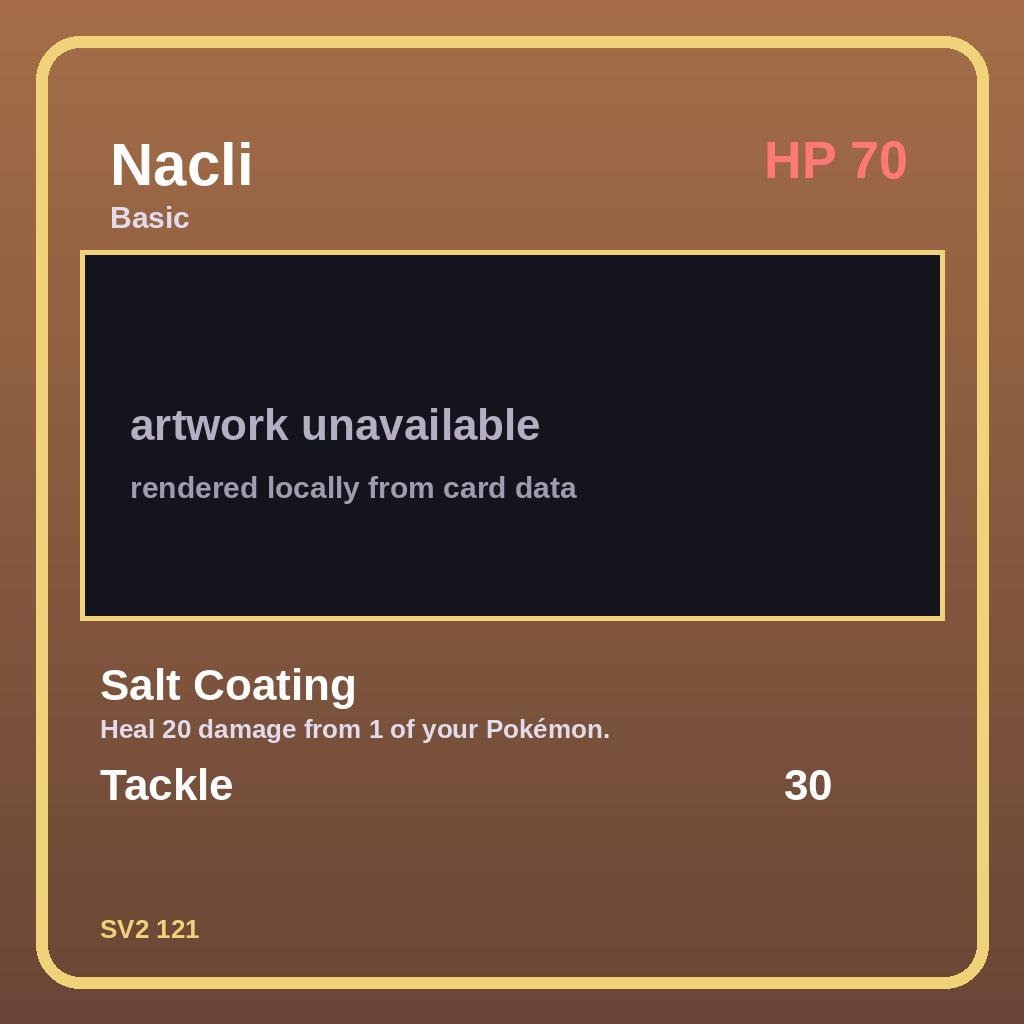 Nacli
HP 70
Basic
artwork unavailable
rendered locally from card data
Salt Coating
Heal 20 damage from 1 of your Pokémon.
Tackle
30
SV2 121